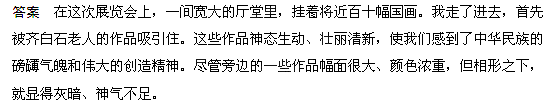 答案　在这次展览会上，一间宽大的厅堂里，挂着将近百十幅国画。我走了进去，首先
被齐白石老人的作品吸引住。这些作品神态生动、壮丽清新，使我们感到了中华民族的
磅礴气魄和伟大的创造精神。尽管旁边的一些作品幅面很大、颜色浓重，但相形之下，
就显得灰暗、神气不足。